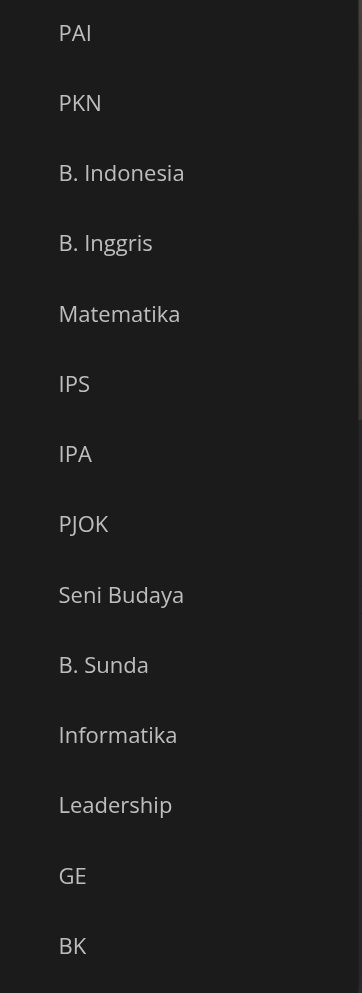 PAI
PKN
B. Indonesia
B. Inggris
Matematika
IPS
IPA
PJOK
Seni Budaya
B. Sunda
Informatika
Leadership
GE
BK